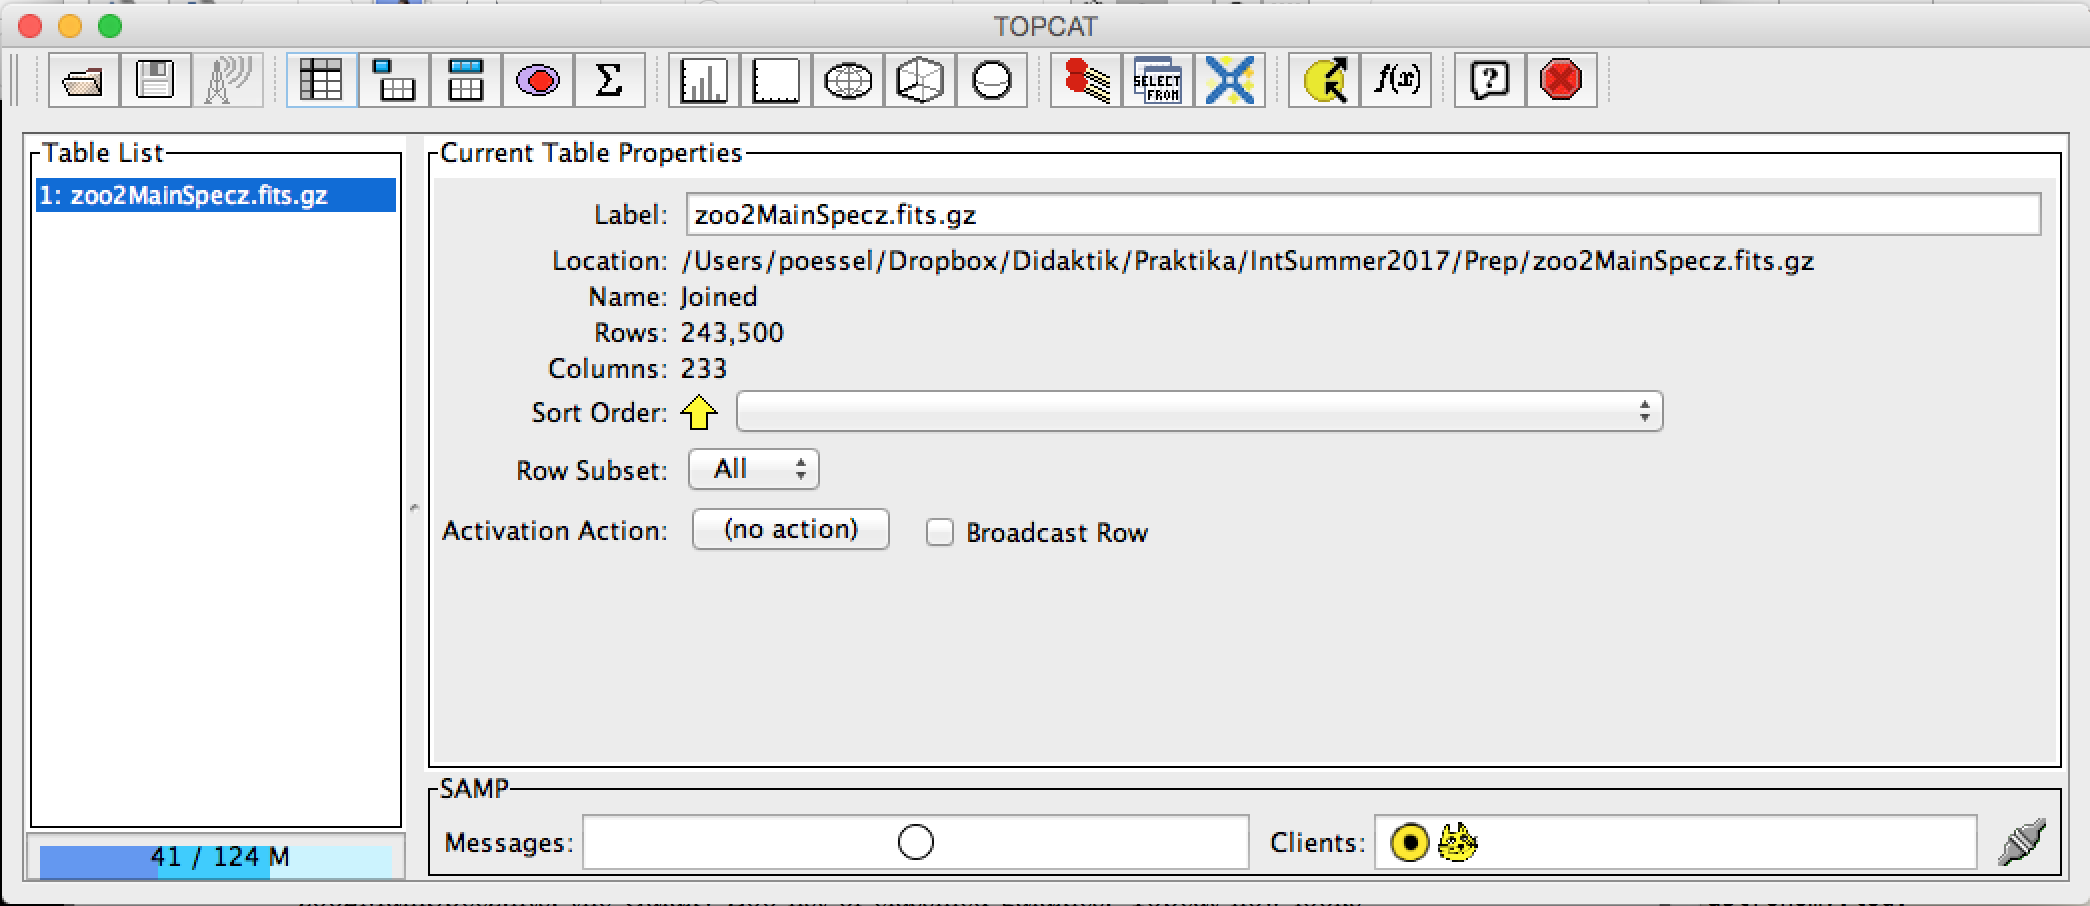 TOPCAT
SELECT
FROM
f(x)
Table List
1: zoo2MainSpecz.fits.gz
Current Table Properties
Label: zoo2MainSpecz.fits.gz
Location: /Users/poessel/Dropbox/Didaktik/Praktika/IntSummer2017/Prep/zoo2MainSpecz.fits.gz
Name: Joined
Rows: 243,500
Columns: 233
Sort Order:
Row Subset: All
Activation Action: (no action) Broadcast Row
SAMP
Messages: Clients:
41 / 124 M